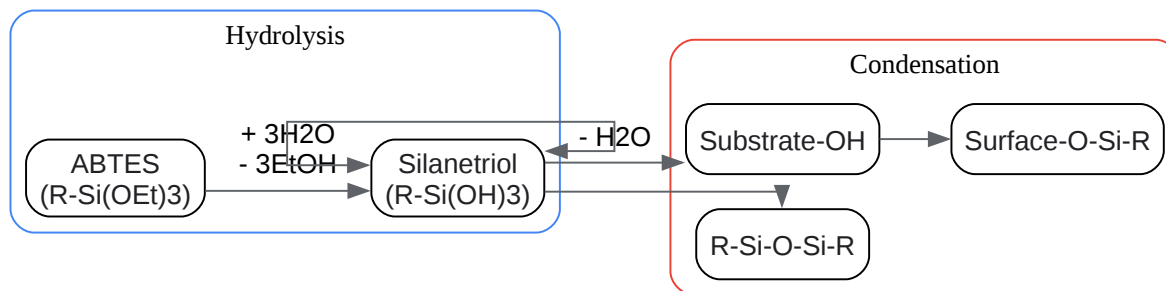 Hydrolysis
Condensation
+ 3H2O
- 3EtOH
- H2O
ABTES
(R-Si(OEt)3)
Silanetriol
(R-Si(OH)3)
Substrate-OH
Surface-O-Si-R
R-Si-O-Si-R